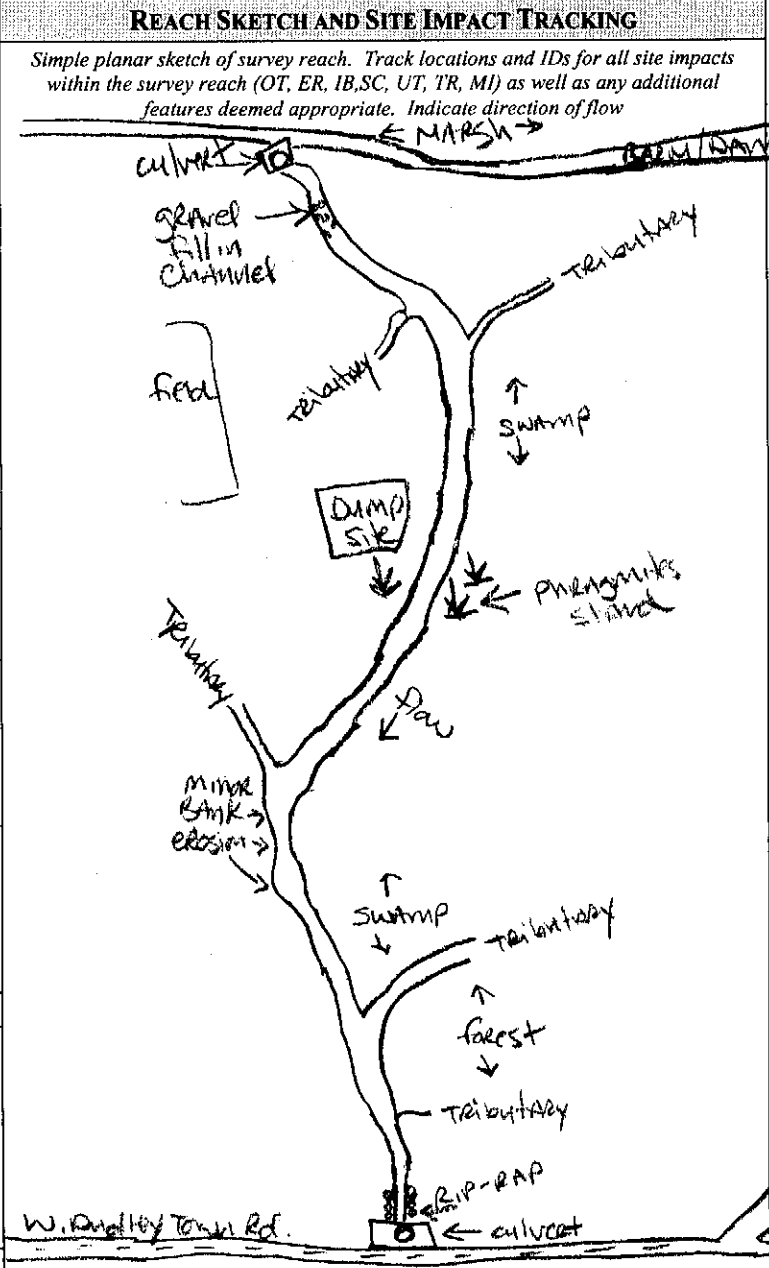 REACH SKETCH AND SITE IMPACT TRACKING
Simple planar sketch of survey reach. Track locations and IDs for all site impacts
within the survey reach (OT, ER, IB,SC, UT, TR, MI) as well as any additional
features deemed appropriate. Indicate direction of flow
MARSH
culvert
gravel
fill in
channel
Tributary
Tributary
field
SWAMP
Dump
Site
Phragmites
stand
Tributary
flow
minor
BANK
erosion
SWAMP
Tributary
forest
Tributary
RIP-RAP
W. Dudley Town Rd.
culvert